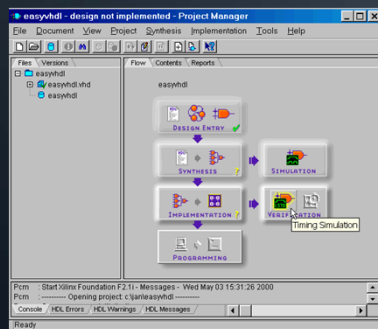 easyvhdl - design not implemented - Project Manager
File Document View Project Synthesis Implementation Tools Help
Files Versions
Flow Contents Reports
easyvhdl
easyvhdl.vhd
easyvhdl
easyvhdl
DESIGN ENTRY
SYNTHESIS
SIMULATION
IMPLEMENTATION
VERIFICATION
Timing Simulation
PROGRAMMING
Pcm : Start Xilinx Foundation F2.1i - Messages - Wed May 03 15:31:26 2000
Pcm : ---------- Opening project: c:\janleasyvhdl ----------
Console HDL Errors HDL Warnings HDL Messages
Ready